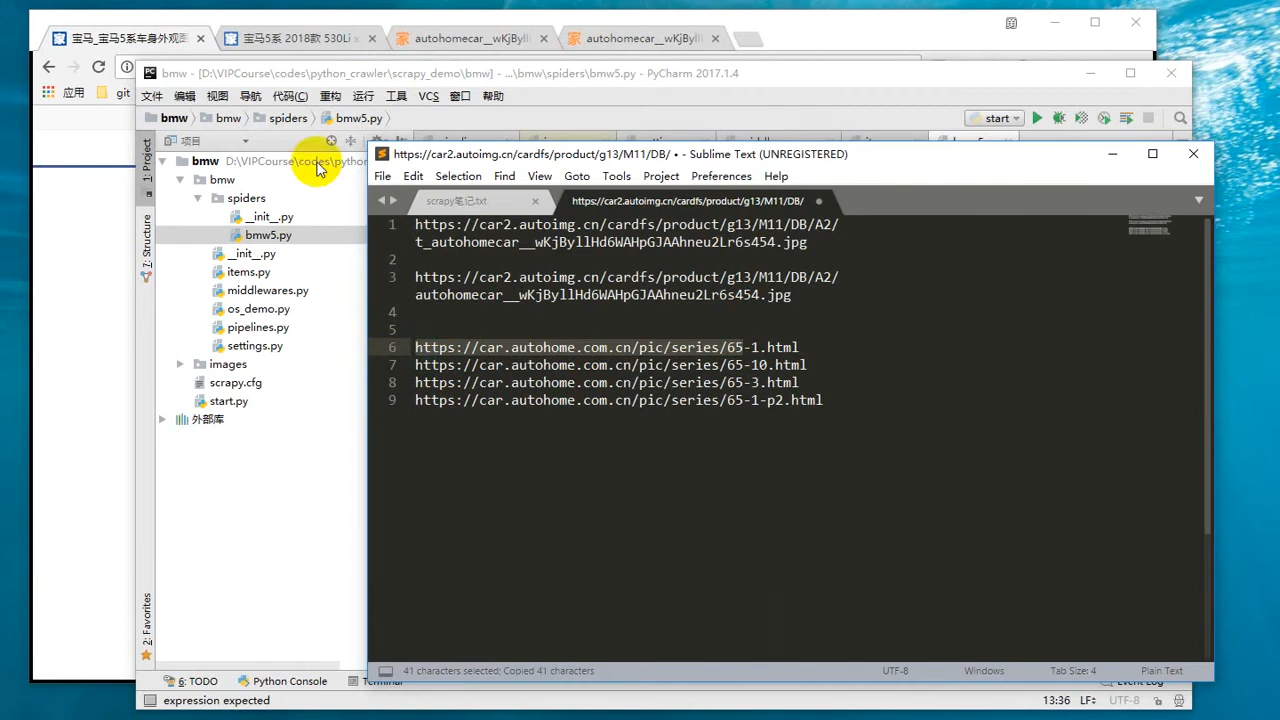 宝马_宝马5系车身外观图
宝马5系 2018款 530Li x
autohomecar__wKjByll
autohomecar__wKjByll
应用
git
bmw - [D:\VIPCourse\codes\python_crawler\scrapy_demo\bmw] - ...\bmw\spiders\bmw5.py - PyCharm 2017.1.4
文件 编辑 视图 导航 代码(C) 重构 运行 工具 VCS 窗口 帮助
bmw bmw spiders bmw5.py
start
项目
1: Project
7: Structure
2: Favorites
bmw D:\VIPCourse\codes\python
bmw
spiders
__init__.py
bmw5.py
__init__.py
items.py
middlewares.py
os_demo.py
pipelines.py
settings.py
images
scrapy.cfg
start.py
外部库
https://car2.autoimg.cn/cardfs/product/g13/M11/DB/ • - Sublime Text (UNREGISTERED)
File Edit Selection Find View Goto Tools Project Preferences Help
scrapy笔记.txt
https://car2.autoimg.cn/cardfs/product/g13/M11/DB/
1 https://car2.autoimg.cn/cardfs/product/g13/M11/DB/A2/
t_autohomecar__wKjByllHd6WAHpGJAAhneu2Lr6s454.jpg
2
3 https://car2.autoimg.cn/cardfs/product/g13/M11/DB/A2/
autohomecar__wKjByllHd6WAHpGJAAhneu2Lr6s454.jpg
4
5
6 https://car.autohome.com.cn/pic/series/65-1.html
7 https://car.autohome.com.cn/pic/series/65-10.html
8 https://car.autohome.com.cn/pic/series/65-3.html
9 https://car.autohome.com.cn/pic/series/65-1-p2.html
41 characters selected; Copied 41 characters
UTF-8 Windows Tab Size: 4 Plain Text
6: TODO Python Console Terminal Event Log
expression expected
13:36 LF UTF-8